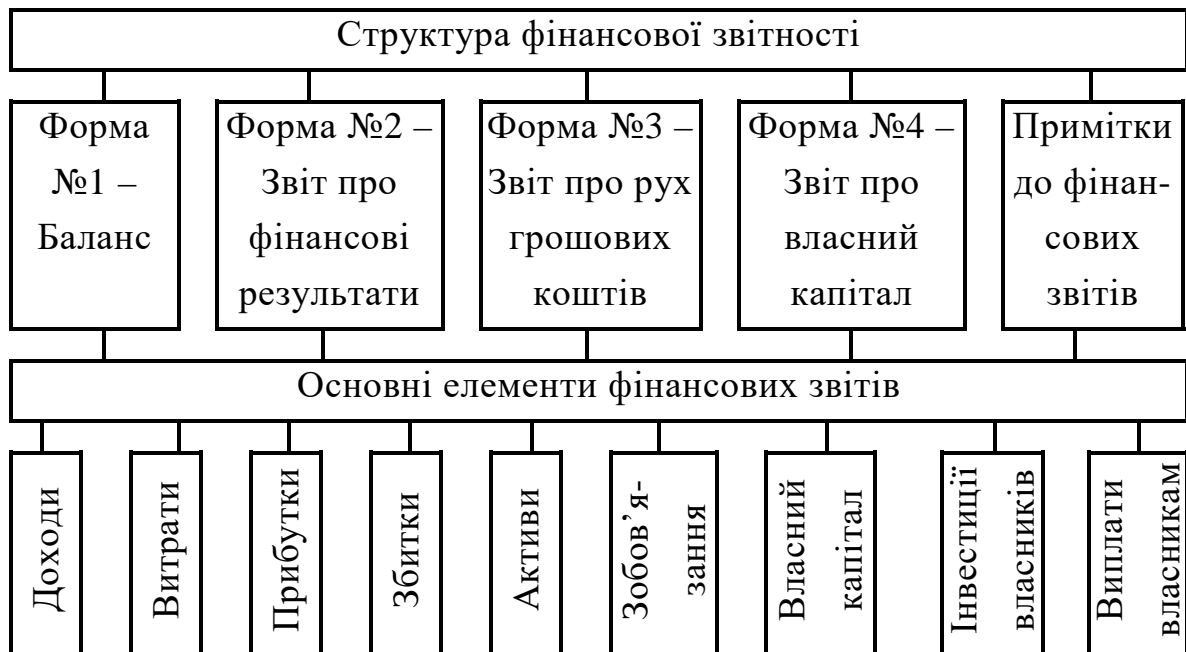 Структура фінансової звітності
Форма
№1 –
Баланс
Форма №2 –
Звіт про
фінансові
результати
Форма №3 –
Звіт про рух
грошових
коштів
Форма №4 –
Звіт про
власний
капітал
Примітки
до фінан-
сових
звітів
Основні елементи фінансових звітів
Доходи
Витрати
Прибутки
Збитки
Активи
Зобов’я-
зання
Власний
капітал
Інвестиції
власників
Виплати
власникам